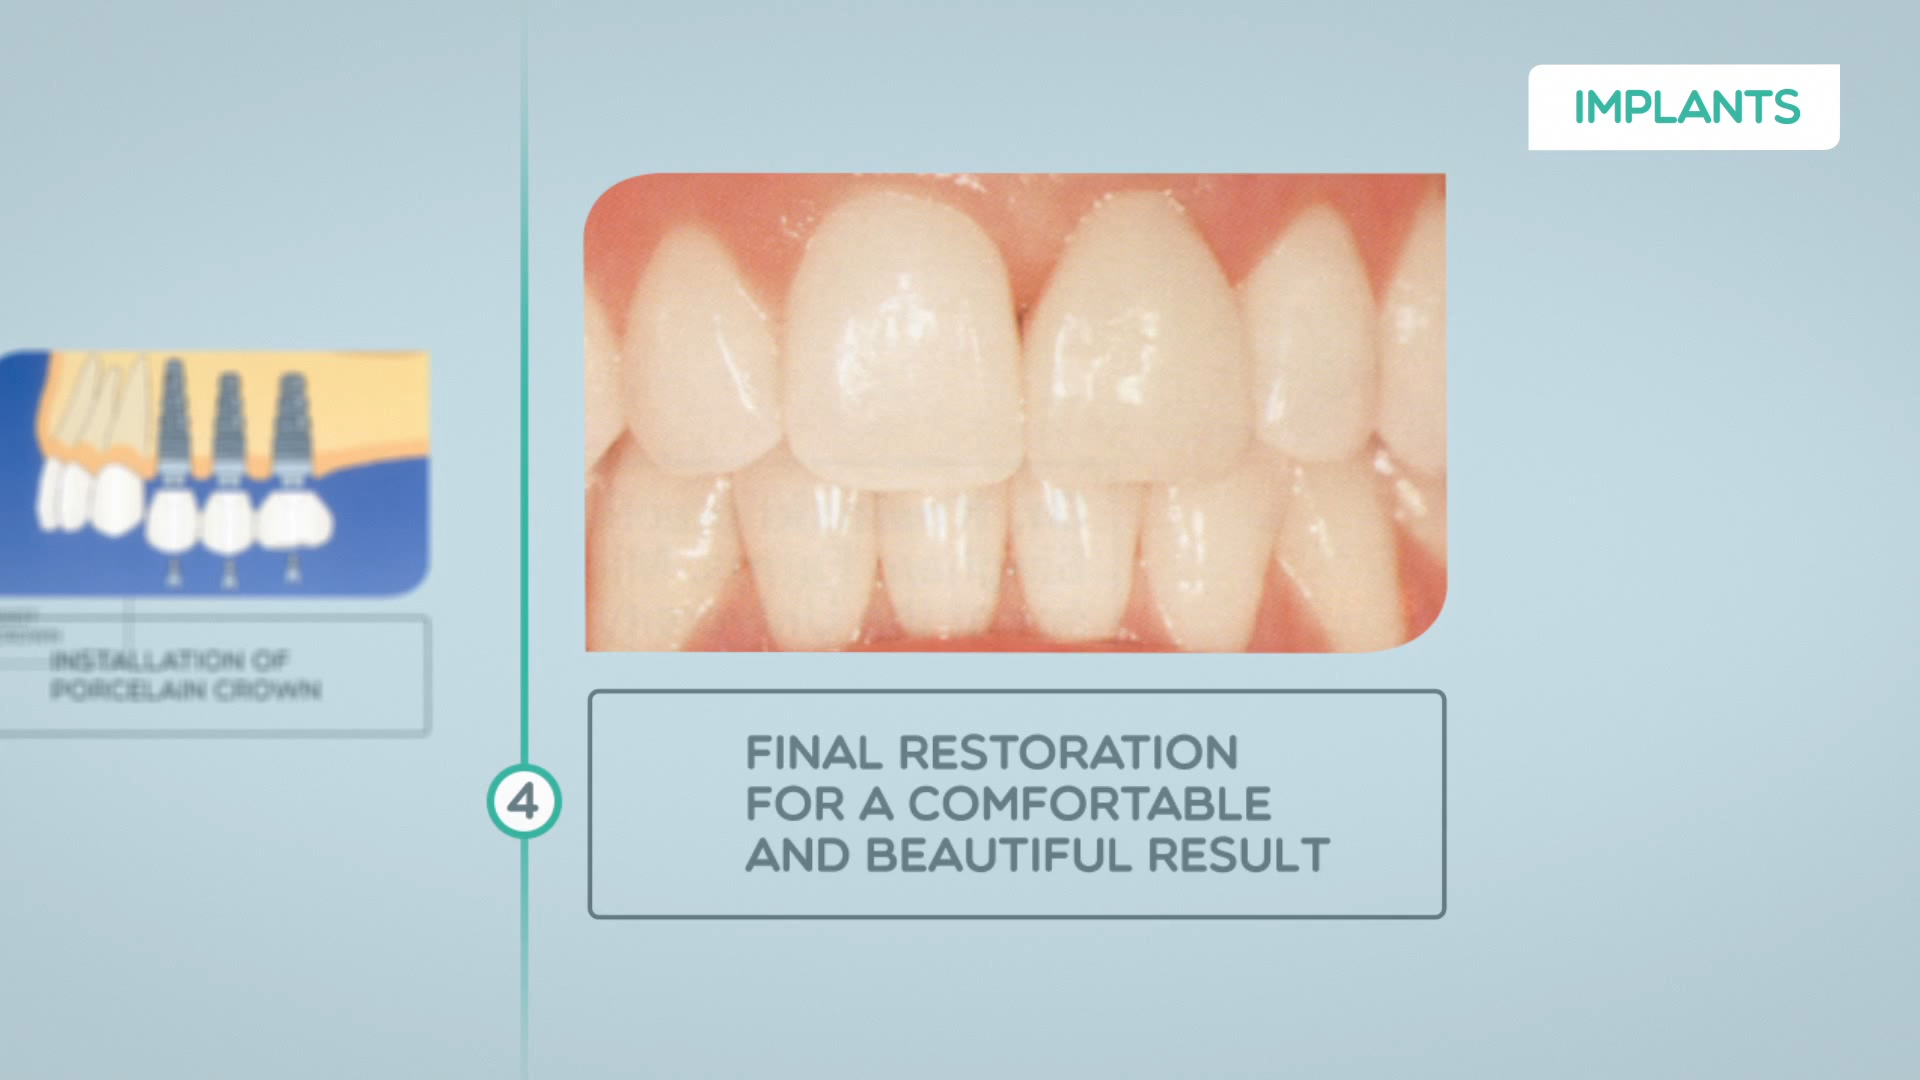 IMPLANTS
INSTALLATION OF
PORCELAIN CROWN
4
FINAL RESTORATION
FOR A COMFORTABLE
AND BEAUTIFUL RESULT